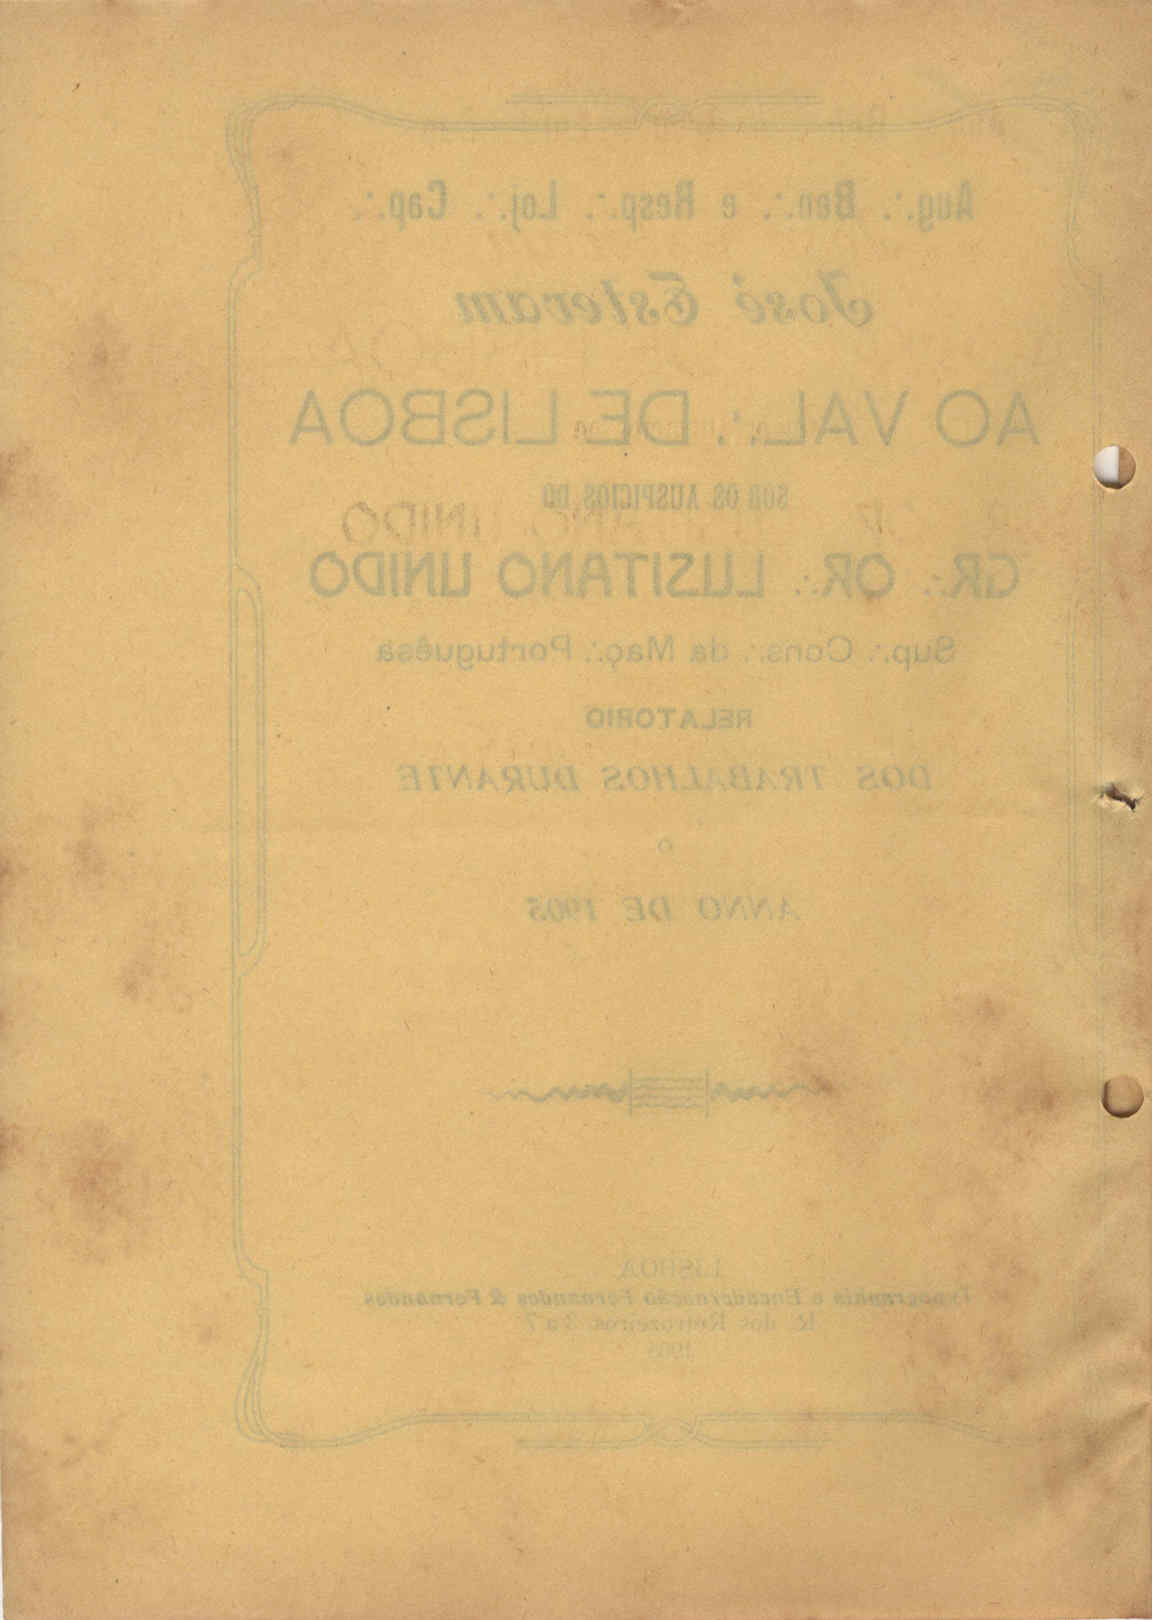 Aug∴ Ben∴ e Resp∴ Loj∴ Cap∴
José Estevam
AO VAL∴ DE LISBOA
SOB OS AUSPICIOS DO
GR∴ OR∴ LUSITANO UNIDO
Sup∴ Cons∴ da Maç∴ Portuguêsa
RELATORIO
DOS TRABALHOS DURANTE
O
ANNO DE 1905
LISBOA
Typographia e Encadernação Fernandes & Fernandes
R. dos Retrozeiros, 3 a 7